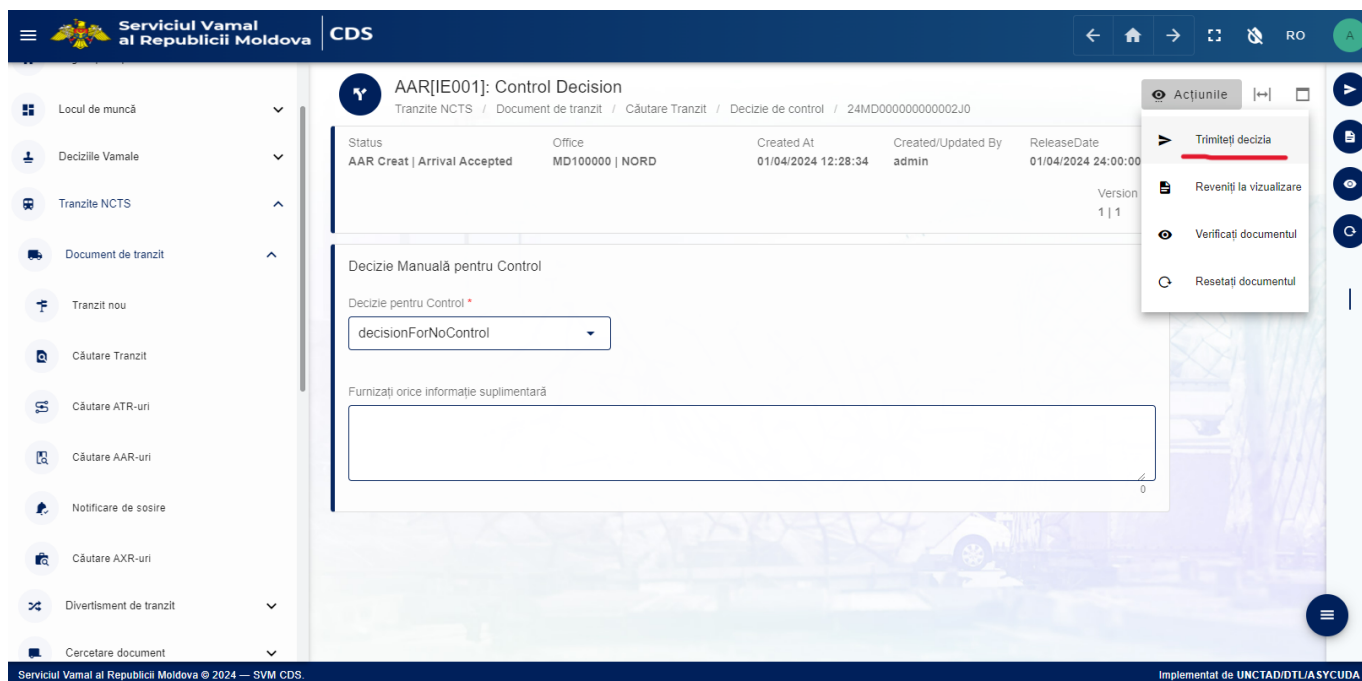 Serviciul Vamal
al Republicii Moldova
CDS
RO
A
Locul de muncă
Deciziile Vamale
Tranzite NCTS
Document de tranzit
Tranzit nou
Căutare Tranzit
Căutare ATR-uri
Căutare AAR-uri
Notificare de sosire
Căutare AXR-uri
Divertisment de tranzit
Cercetare document
AAR[IE001]: Control Decision
Tranzite NCTS / Document de tranzit / Căutare Tranzit / Decizie de control / 24MD000000000002J0
Acțiunile
Trimiteți decizia
Reveniți la vizualizare
Verificați documentul
Resetați documentul
Status Office Created At Created/Updated By ReleaseDate
AAR Creat | Arrival Accepted MD100000 | NORD 01/04/2024 12:28:34 admin 01/04/2024 24:00:00
Version
1 | 1
Decizie Manuală pentru Control
Decizie pentru Control *
decisionForNoControl
Furnizați orice informație suplimentară
0
Serviciul Vamal al Republicii Moldova © 2024 — SVM CDS.
Implementat de UNCTAD/DTL/ASYCUDA